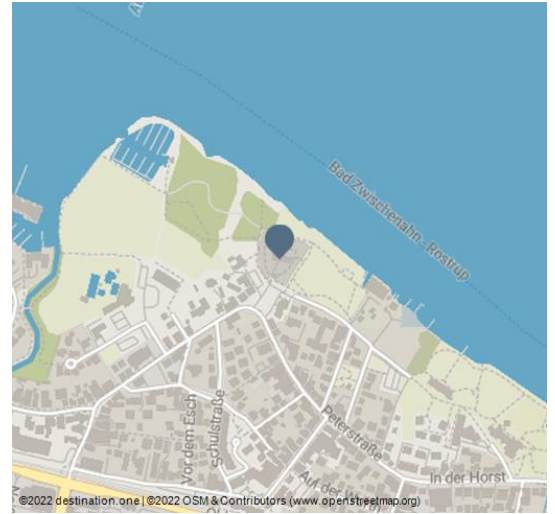 Bad Zwischenahn - Rostrup
Vor dem Esch
Schulstraße
Peterstraße
In der Horst
Auf der
©2022 destination.one | ©2022 OSM & Contributors (www.openstreetmap.org)